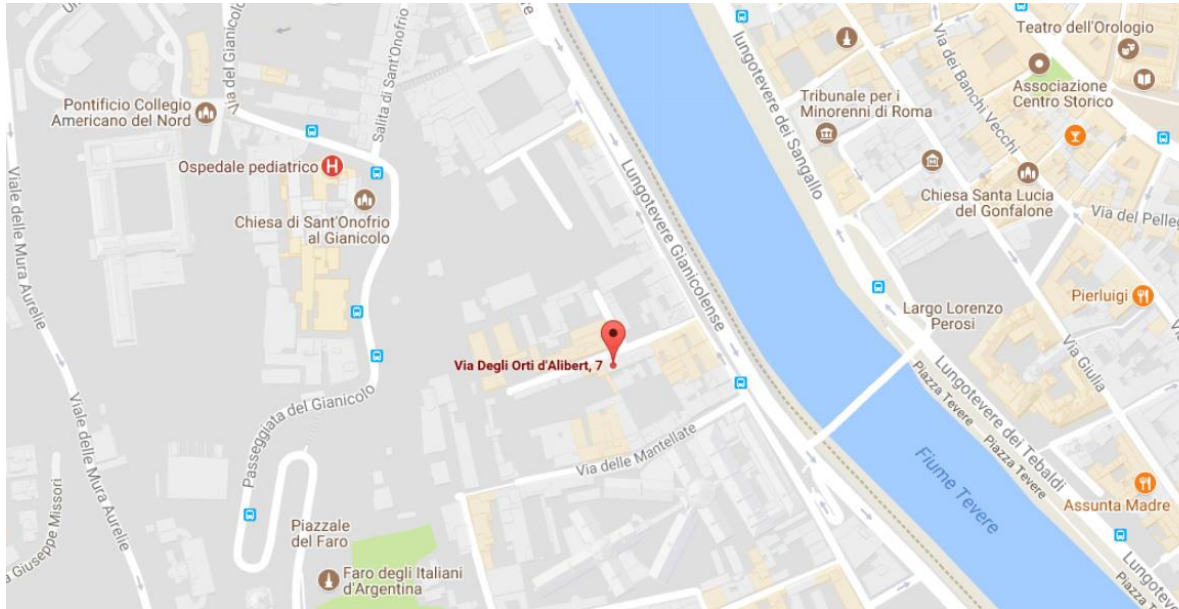 Teatro dell'Orologio
Via del Gianicolo
Salita di Sant'Onofrio
lungotevere dei Sangallo
Via dei Banchi Vecchi
Associazione
Centro Storico
Pontificio Collegio
Americano del Nord
Tribunale per i
Minorenni di Roma
Ospedale pediatrico
H
Viale delle Mura Aurelie
Lungotevere Gianicolense
Chiesa Santa Lucia
del Gonfalone
Chiesa di Sant'Onofrio
al Gianicolo
Via del Pelleg
Pierluigi
Largo Lorenzo
Perosi
Via Degli Orti d'Alibert, 7
Via Giulia
Passeggiata del Gianicolo
Viale delle Mura Aurelie
Piazza Tevere
Lungotevere dei Tebaldi
Via delle Mantellate
Piazza Tevere
Fiume Tevere
Assunta Madre
a Giuseppe Missori
Piazzale
del Faro
Faro degli Italiani
d'Argentina
Lungotevere
Piazza Tevere